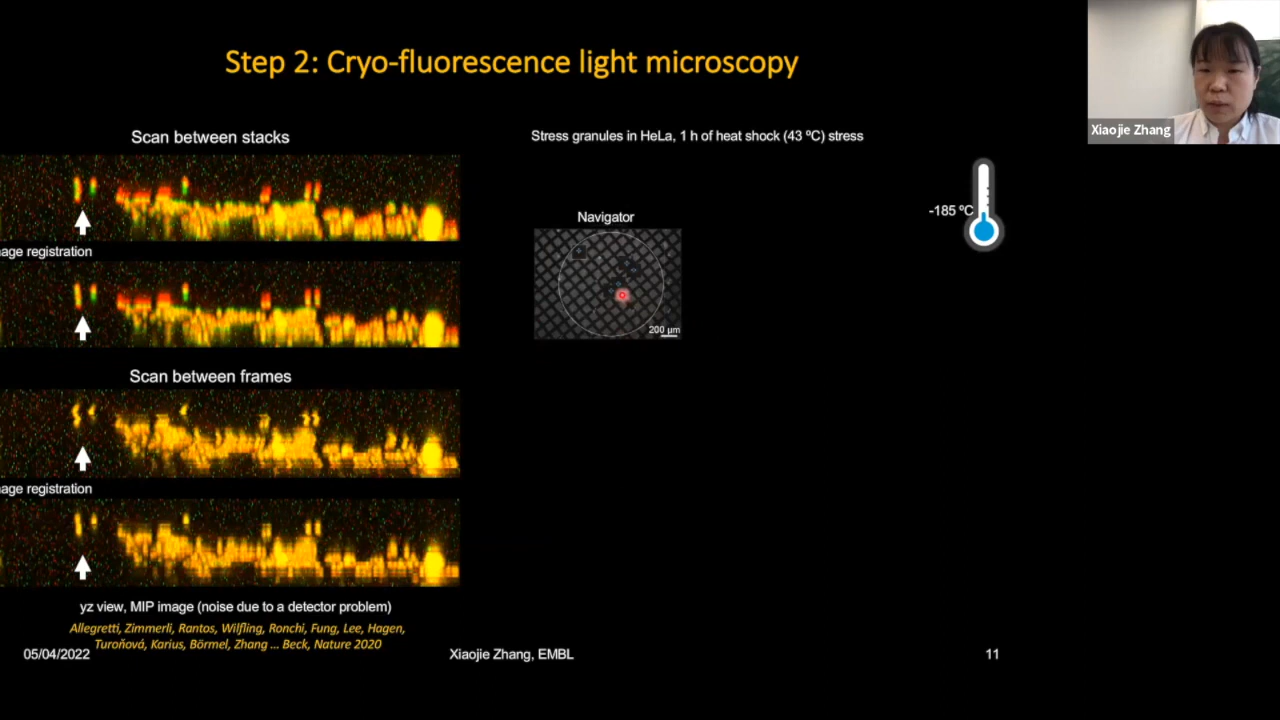 Step 2: Cryo-fluorescence light microscopy
Xiaojie Zhang
Scan between stacks
Stress granules in HeLa, 1 h of heat shock (43 ºC) stress
-185 ºC
Navigator
200 µm
age registration
Scan between frames
age registration
yz view, MIP image (noise due to a detector problem)
Allegretti, Zimmerli, Rantos, Wilfling, Ronchi, Fung, Lee, Hagen,
Turoňová, Karius, Börmel, Zhang ... Beck, Nature 2020
05/04/2022
Xiaojie Zhang, EMBL
11